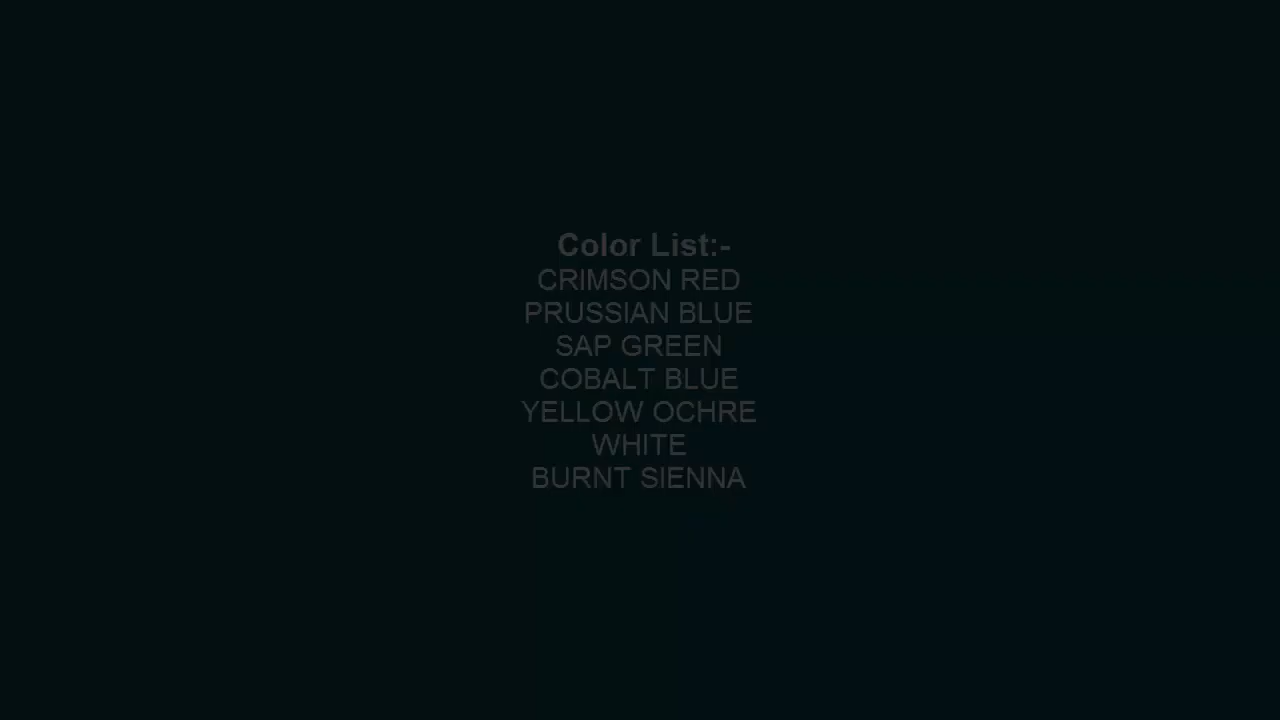 Color List:-
CRIMSON RED
PRUSSIAN BLUE
SAP GREEN
COBALT BLUE
YELLOW OCHRE
WHITE
BURNT SIENNA